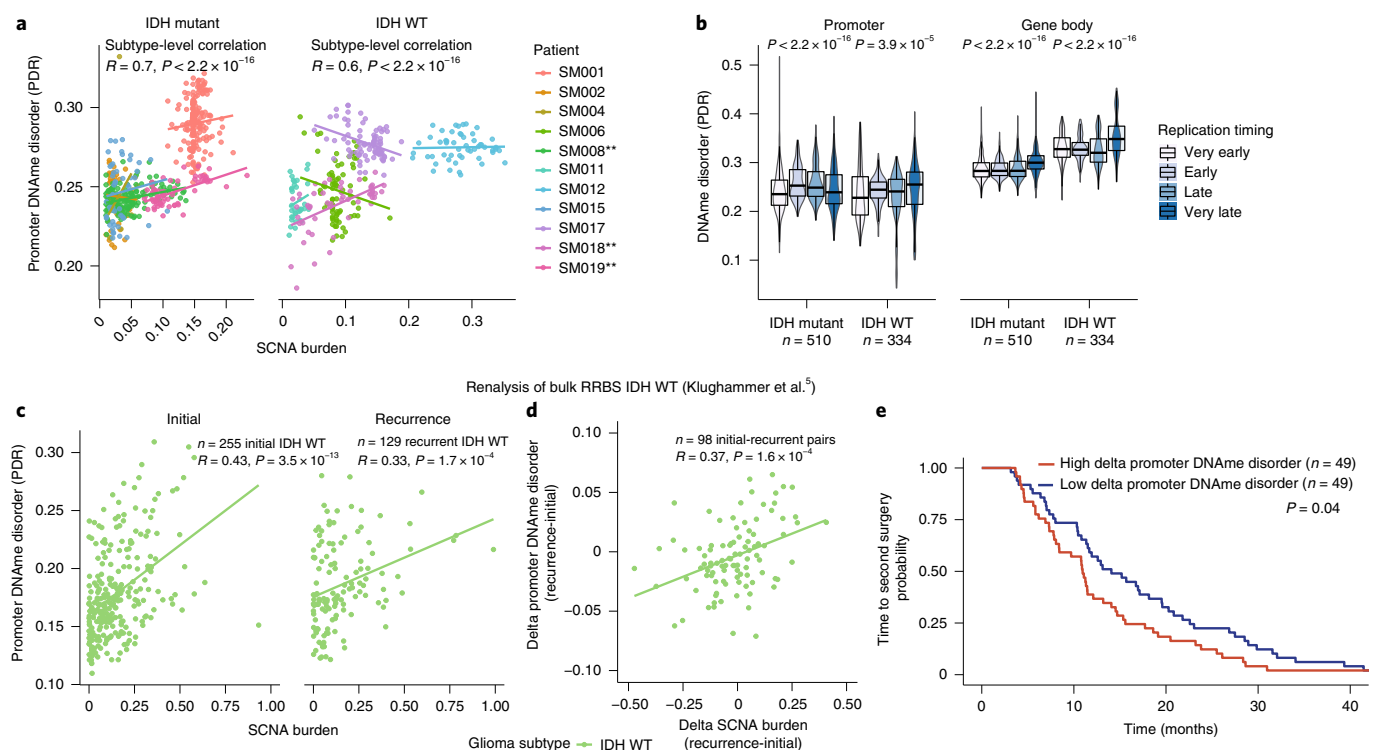 a
IDH mutant
IDH WT
Subtype-level correlation
R = 0.7, P < 2.2 × 10⁻¹⁶
Subtype-level correlation
R = 0.6, P < 2.2 × 10⁻¹⁶
Promoter DNAme disorder (PDR)
0.30
0.25
0.20
0
0.05
0.10
0.15
0.20
0
0.1
0.2
0.3
SCNA burden
Patient
SM001
SM002
SM004
SM006
SM008**
SM011
SM012
SM015
SM017
SM018**
SM019**
b
Promoter
Gene body
P < 2.2 × 10⁻¹⁶ P = 3.9 × 10⁻⁵
P < 2.2 × 10⁻¹⁶ P < 2.2 × 10⁻¹⁶
DNAme disorder (PDR)
0.5
0.4
0.3
0.2
0.1
IDH mutant
n = 510
IDH WT
n = 334
IDH mutant
n = 510
IDH WT
n = 334
Replication timing
Very early
Early
Late
Very late
Renalysis of bulk RRBS IDH WT (Klughammer et al.⁵)
c
Initial
Recurrence
n = 255 initial IDH WT
R = 0.43, P = 3.5 × 10⁻¹³
n = 129 recurrent IDH WT
R = 0.33, P = 1.7 × 10⁻⁴
Promoter DNAme disorder (PDR)
0.30
0.25
0.20
0.15
0.10
0
0.25
0.50
0.75
1.00
0
0.25
0.50
0.75
1.00
SCNA burden
d
n = 98 initial-recurrent pairs
R = 0.37, P = 1.6 × 10⁻⁴
Delta promoter DNAme disorder
(recurrence-initial)
0.10
0.05
0
−0.05
−0.10
−0.50
−0.25
0
0.25
0.50
Delta SCNA burden
(recurrence-initial)
Glioma subtype
IDH WT
e
High delta promoter DNAme disorder (n = 49)
Low delta promoter DNAme disorder (n = 49)
P = 0.04
Time to second surgery
probability
1.00
0.75
0.50
0.25
0
0
10
20
30
40
Time (months)